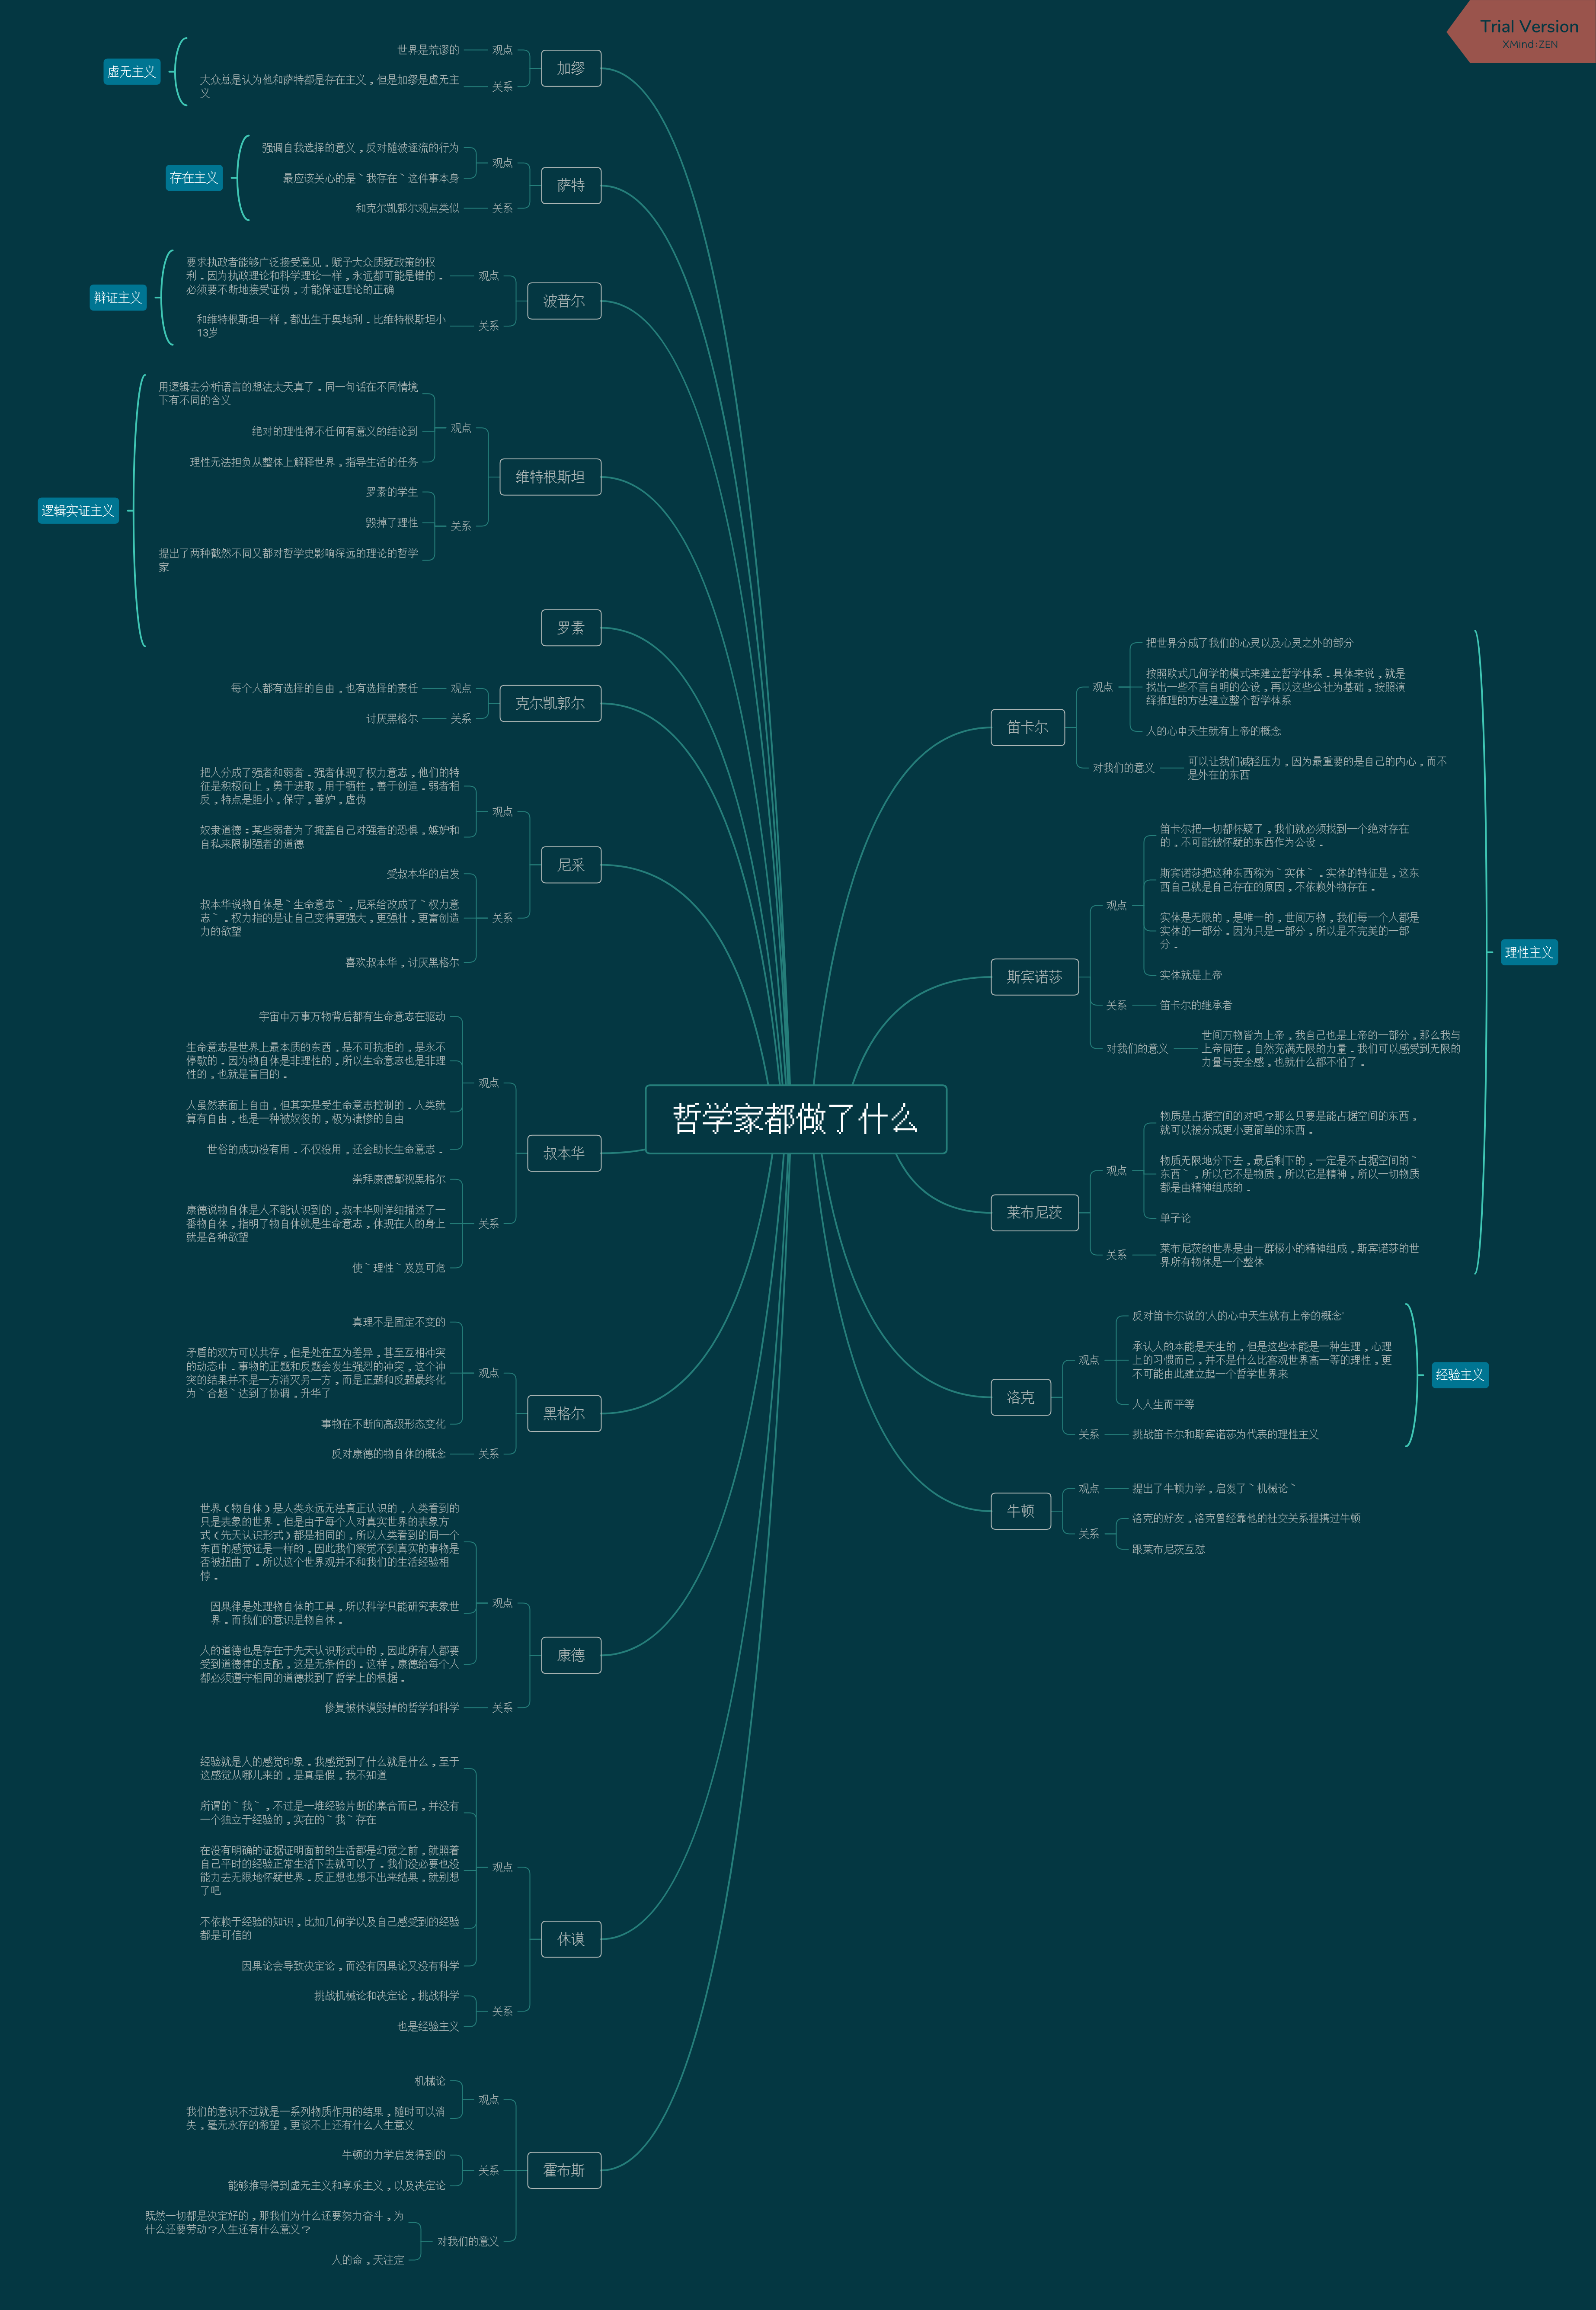 Trial Version
XMind:ZEN
哲学家都做了什么
笛卡尔
观点
把世界分成了我们的心灵以及心灵之外的部分
按照欧式几何学的模式来建立哲学体系．具体来说，就是
找出一些不言自明的公设，再以这些公社为基础，按照演
绎推理的方法建立整个哲学体系
人的心中天生就有上帝的概念
对我们的意义
可以让我们减轻压力，因为最重要的是自己的内心，而不
是外在的东西
斯宾诺莎
观点
笛卡尔把一切都怀疑了，我们就必须找到一个绝对存在
的，不可能被怀疑的东西作为公设．
斯宾诺莎把这种东西称为`实体`．实体的特征是，这东
西自己就是自己存在的原因，不依赖外物存在．
实体是无限的，是唯一的，世间万物，我们每一个人都是
实体的一部分．因为只是一部分，所以是不完美的一部
分．
实体就是上帝
关系
笛卡尔的继承者
对我们的意义
世间万物皆为上帝，我自己也是上帝的一部分，那么我与
上帝同在，自然充满无限的力量．我们可以感受到无限的
力量与安全感，也就什么都不怕了．
莱布尼茨
观点
物质是占据空间的对吧？那么只要是能占据空间的东西，
就可以被分成更小更简单的东西．
物质无限地分下去，最后剩下的，一定是不占据空间的`
东西`，所以它不是物质，所以它是精神，所以一切物质
都是由精神组成的．
单子论
关系
莱布尼茨的世界是由一群极小的精神组成，斯宾诺莎的世
界所有物体是一个整体
理性主义
洛克
观点
反对笛卡尔说的'人的心中天生就有上帝的概念'
承认人的本能是天生的，但是这些本能是一种生理，心理
上的习惯而已，并不是什么比客观世界高一等的理性，更
不可能由此建立起一个哲学世界来
人人生而平等
关系
挑战笛卡尔和斯宾诺莎为代表的理性主义
经验主义
牛顿
观点
提出了牛顿力学，启发了`机械论`
关系
洛克的好友，洛克曾经靠他的社交关系提携过牛顿
跟莱布尼茨互怼
加缪
观点
世界是荒谬的
关系
大众总是认为他和萨特都是存在主义，但是加缪是虚无主
义
虚无主义
萨特
观点
强调自我选择的意义，反对随波逐流的行为
最应该关心的是`我存在`这件事本身
关系
和克尔凯郭尔观点类似
存在主义
波普尔
观点
要求执政者能够广泛接受意见，赋予大众质疑政策的权
利．因为执政理论和科学理论一样，永远都可能是错的．
必须要不断地接受证伪，才能保证理论的正确
关系
和维特根斯坦一样，都出生于奥地利．比维特根斯坦小
13岁
辩证主义
维特根斯坦
观点
用逻辑去分析语言的想法太天真了．同一句话在不同情境
下有不同的含义
绝对的理性得不任何有意义的结论到
理性无法担负从整体上解释世界，指导生活的任务
关系
罗素的学生
毁掉了理性
提出了两种截然不同又都对哲学史影响深远的理论的哲学
家
罗素
逻辑实证主义
克尔凯郭尔
观点
每个人都有选择的自由，也有选择的责任
关系
讨厌黑格尔
尼采
观点
把人分成了强者和弱者．强者体现了权力意志，他们的特
征是积极向上，勇于进取，用于牺牲，善于创造．弱者相
反，特点是胆小，保守，善妒，虚伪
奴隶道德：某些弱者为了掩盖自己对强者的恐惧，嫉妒和
自私来限制强者的道德
关系
受叔本华的启发
叔本华说物自体是`生命意志`，尼采给改成了`权力意
志`．权力指的是让自己变得更强大，更强壮，更富创造
力的欲望
喜欢叔本华，讨厌黑格尔
叔本华
观点
宇宙中万事万物背后都有生命意志在驱动
生命意志是世界上最本质的东西，是不可抗拒的，是永不
停歇的．因为物自体是非理性的，所以生命意志也是非理
性的，也就是盲目的．
人虽然表面上自由，但其实是受生命意志控制的．人类就
算有自由，也是一种被奴役的，极为凄惨的自由
世俗的成功没有用．不仅没用，还会助长生命意志．
关系
崇拜康德鄙视黑格尔
康德说物自体是人不能认识到的，叔本华则详细描述了一
番物自体，指明了物自体就是生命意志，体现在人的身上
就是各种欲望
使`理性`岌岌可危
黑格尔
观点
真理不是固定不变的
矛盾的双方可以共存，但是处在互为差异，甚至互相冲突
的动态中．事物的正题和反题会发生强烈的冲突，这个冲
突的结果并不是一方消灭另一方，而是正题和反题最终化
为`合题`达到了协调，升华了
事物在不断向高级形态变化
关系
反对康德的物自体的概念
康德
观点
世界（物自体）是人类永远无法真正认识的，人类看到的
只是表象的世界．但是由于每个人对真实世界的表象方
式（先天认识形式）都是相同的，所以人类看到的同一个
东西的感觉还是一样的，因此我们察觉不到真实的事物是
否被扭曲了．所以这个世界观并不和我们的生活经验相
悖．
因果律是处理物自体的工具，所以科学只能研究表象世
界．而我们的意识是物自体．
人的道德也是存在于先天认识形式中的，因此所有人都要
受到道德律的支配，这是无条件的．这样，康德给每个人
都必须遵守相同的道德找到了哲学上的根据．
关系
修复被休谟毁掉的哲学和科学
休谟
观点
经验就是人的感觉印象．我感觉到了什么就是什么，至于
这感觉从哪儿来的，是真是假，我不知道
所谓的`我`，不过是一堆经验片断的集合而已，并没有
一个独立于经验的，实在的`我`存在
在没有明确的证据证明面前的生活都是幻觉之前，就照着
自己平时的经验正常生活下去就可以了．我们没必要也没
能力去无限地怀疑世界．反正想也想不出来结果，就别想
了吧
不依赖于经验的知识，比如几何学以及自己感受到的经验
都是可信的
因果论会导致决定论，而没有因果论又没有科学
关系
挑战机械论和决定论，挑战科学
也是经验主义
霍布斯
观点
机械论
我们的意识不过就是一系列物质作用的结果，随时可以消
失，毫无永存的希望，更谈不上还有什么人生意义
关系
牛顿的力学启发得到的
能够推导得到虚无主义和享乐主义，以及决定论
对我们的意义
既然一切都是决定好的，那我们为什么还要努力奋斗，为
什么还要劳动？人生还有什么意义？
人的命，天注定